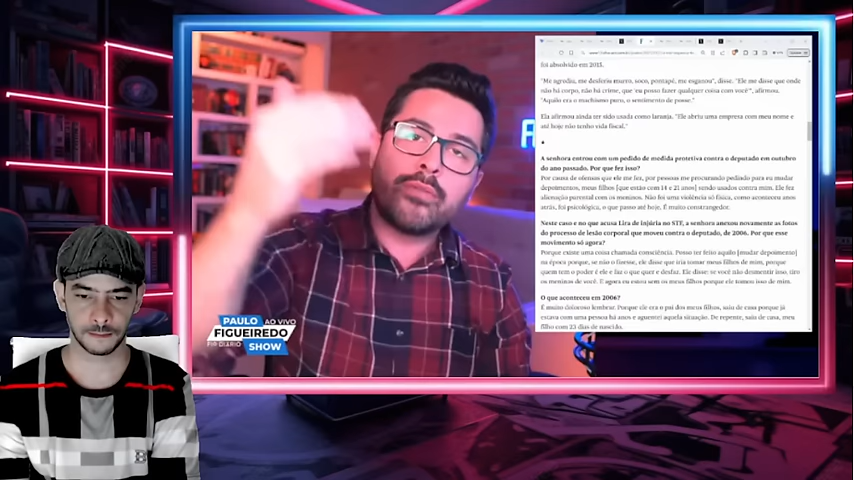 foi absolvido em 2015.
"Me agrediu, me desferiu murro, soco, pontapé, me esganou", disse. "Ele me disse que onde
não há corpo, não há crime, que 'eu posso fazer qualquer coisa com você'", afirmou.
"Aquilo era o machismo puro, o sentimento de posse."
Ela afirmou ainda ter sido usada como laranja. "Ele abriu uma empresa com meu nome e
até hoje não tenho vida fiscal."
A senhora entrou com um pedido de medida protetiva contra o deputado em outubro
do ano passado. Por que fez isso?
Por causa de ofensas que ele me fez, por pessoas me procurando pedindo para eu mudar
depoimentos, meus filhos [que estão com 14 e 21 anos] sendo usados contra mim. Ele fez
alienação parental com os meninos. Não foi uma violência só física, como aconteceu anos
atrás, foi psicológica, o que passo até hoje. É muito constrangedor.
Neste caso e no que acusa Lira de injúria no STF, a senhora anexou novamente as fotos
do processo de lesão corporal que moveu contra o deputado, de 2006. Por que esse
movimento só agora?
Porque existe uma coisa chamada consciência. Posso ter feito aquilo [mudar depoimento]
na época porque, se não o fizesse, ele disse que iria tomar meus filhos de mim, porque
quem tem o poder é ele e faz o que quer e desfaz. Ele disse: se você não desmentir isso, tiro
os meninos de você. E agora eu estou sem os meus filhos porque ele tomou isso de mim.
O que aconteceu em 2006?
É muito doloroso lembrar. Porque ele era o pai dos meus filhos, saiu de casa porque já
estava com uma pessoa há anos e aguentei aquela situação. De repente, saiu de casa, meu
filho com 25 dias de nascido.
PAULO AO VIVO
FIGUEIREDO
SHOW